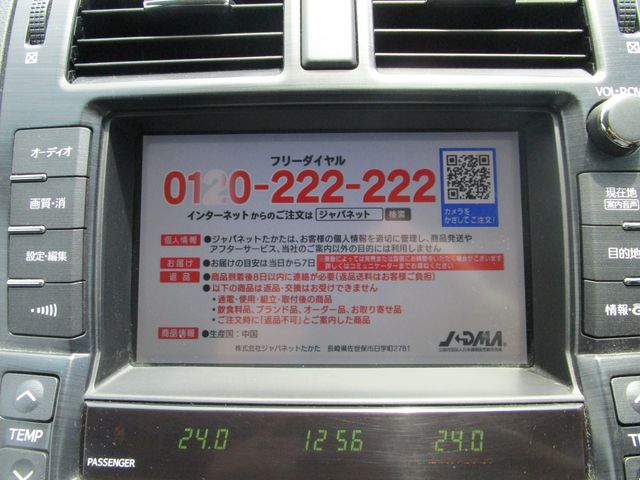 VOL·
オーディオ
画質・消
設定・編集
TEMP
フリーダイヤル
0120-222-222
インターネットからのご注文は ジャパネット 検索
カメラを
かざしてご注文!
個人情報 ●ジャパネットたかたは、お客様の個人情報を適切に管理し、商品発送や
アフターサービス、当社のご案内以外の目的には利用しません
お届け ●お届けの目安は当日から7日
返品 ●商品到着後8日以内に連絡が必要(返品送料はお客様ご負担)
●以下の商品は返品・交換はお受けできません
・通電・使用・組立・取付後の商品
・飲食料品、ブランド品、オーダー品、お取り寄せ品
・ご注文時に「返品不可」とご案内した商品
商品情報 ●生産国:中国
JDMA
株式会社ジャパネットたかた 長崎県佐世保市日宇町2781
現在地
案内音声
目的地
情報・
TEMP
24.0 12:56 24.0
PASSENGER